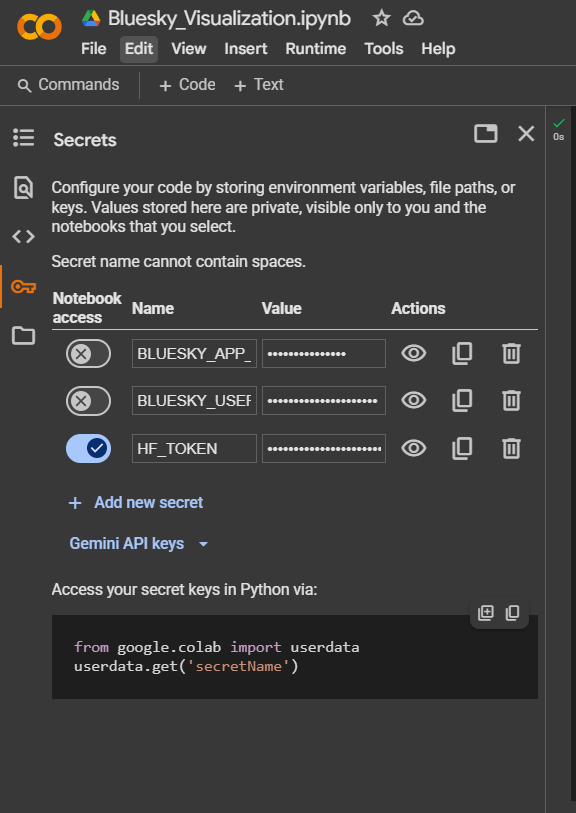 Bluesky_Visualization.ipynb
File Edit View Insert Runtime Tools Help
Commands + Code + Text
0s
Secrets
Configure your code by storing environment variables, file paths, or
keys. Values stored here are private, visible only to you and the
notebooks that you select.
Secret name cannot contain spaces.
Notebook
access Name Value Actions
BLUESKY_APP_ •••••••••••••••
BLUESKY_USER •••••••••••••••••••••
HF_TOKEN ••••••••••••••••••••••
+ Add new secret
Gemini API keys
Access your secret keys in Python via:
from google.colab import userdata
userdata.get('secretName')